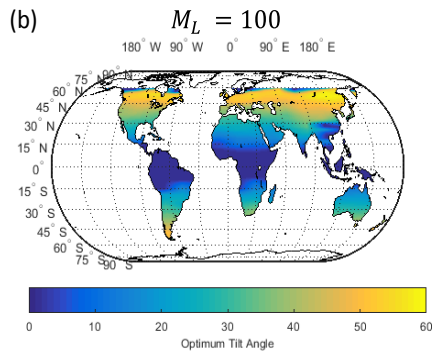 (b) M_L = 100
180° W 90° W 0° 90° E 180° E
75° N
60° N
45° N
30° N
15° N
0°
15° S
30° S
45° S
60° S
75° S
90° S
0 10 20 30 40 50 60
Optimum Tilt Angle